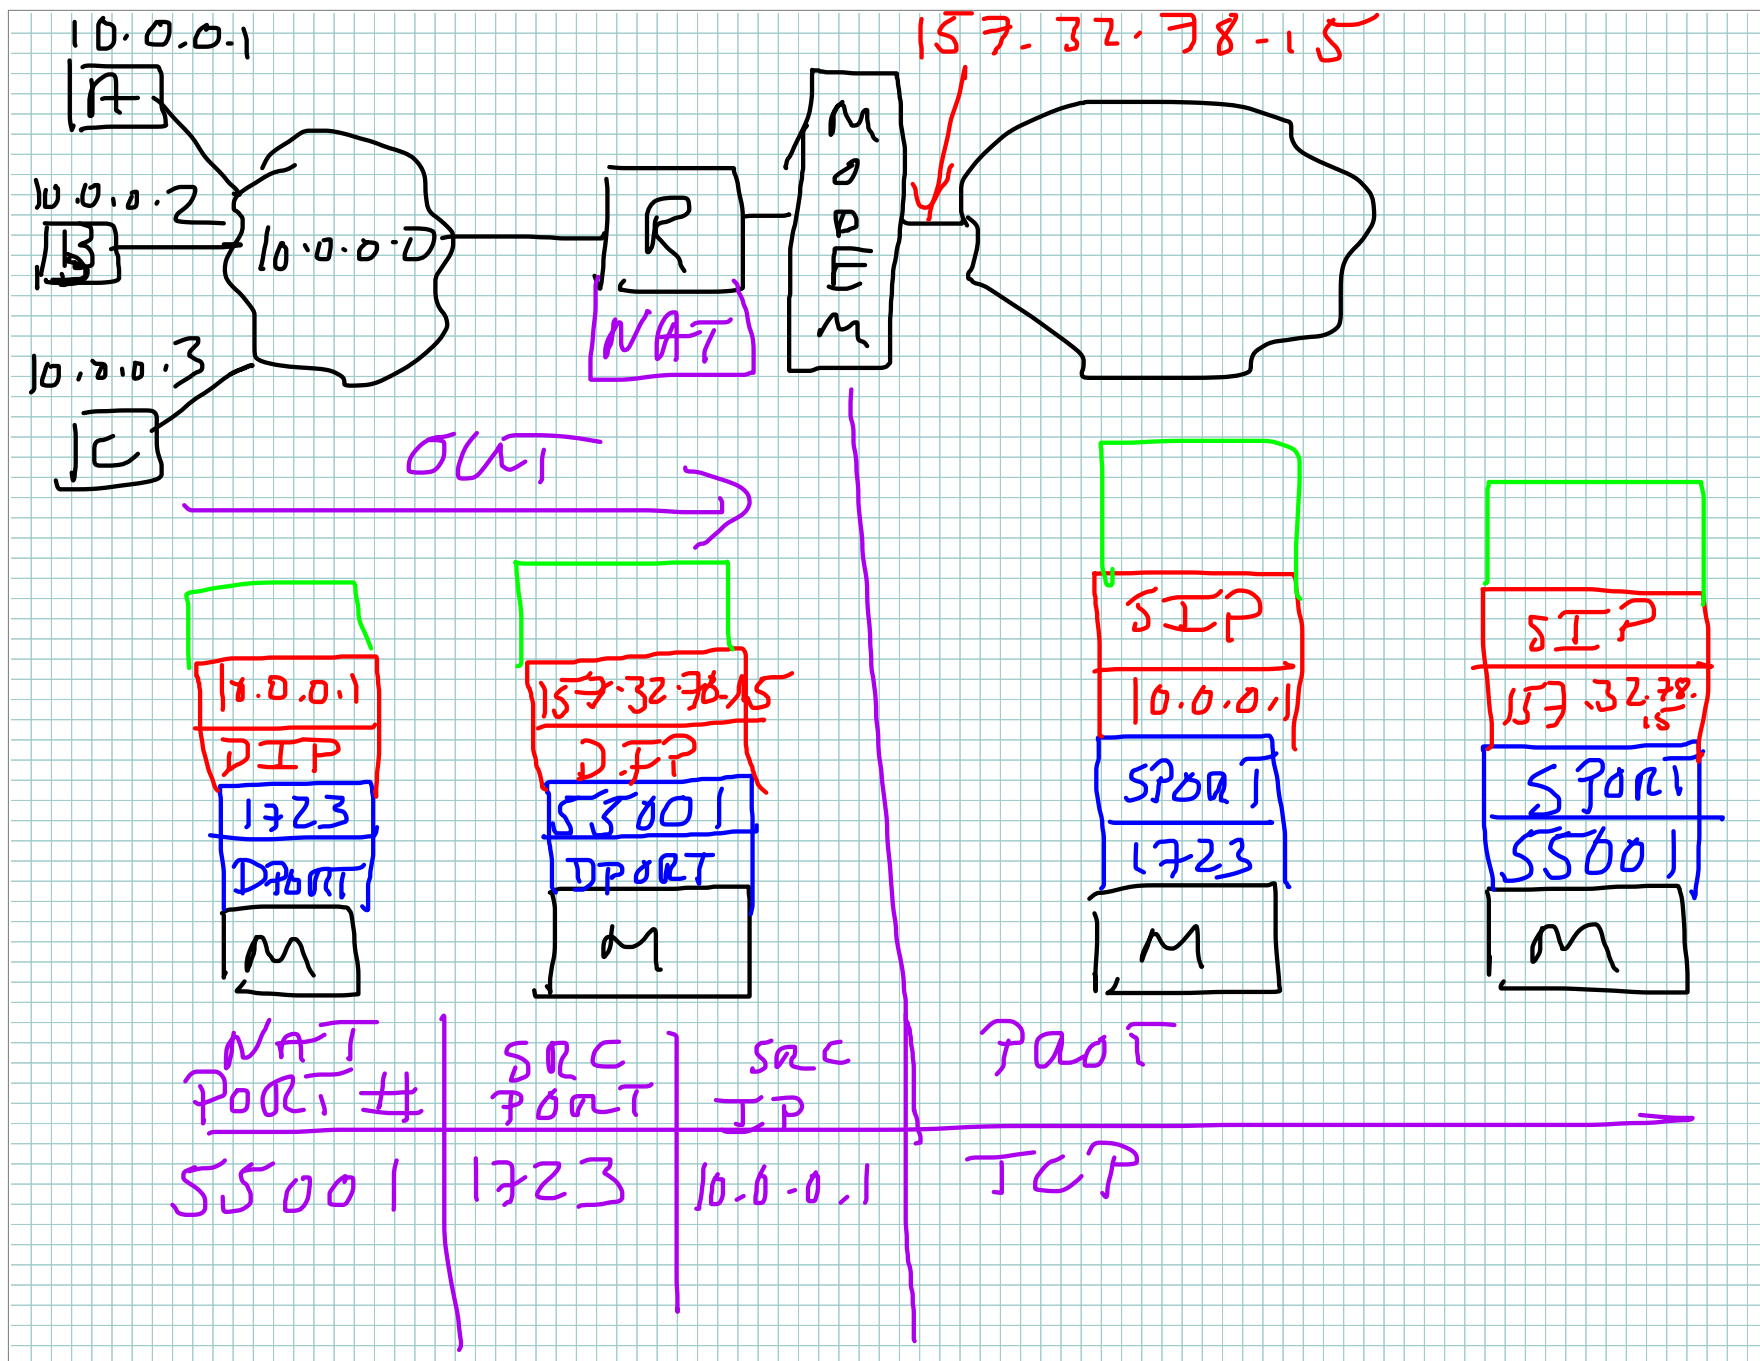 10.0.0.1
157.32.78.15
A
MODEM
10.0.0.2
R
B
10.0.0.0
NAT
10.0.0.3
C
OUT
10.0.0.1
DIP
1723
DPORT
M
157.32.78.15
DIP
55001
DPORT
M
SIP
10.0.0.1
SPORT
1723
M
SIP
157.32.78.
15
SPORT
55001
M
NAT
PORT #
SRC
PORT
SRC
IP
PROT
55001
1723
10.0.0.1
TCP